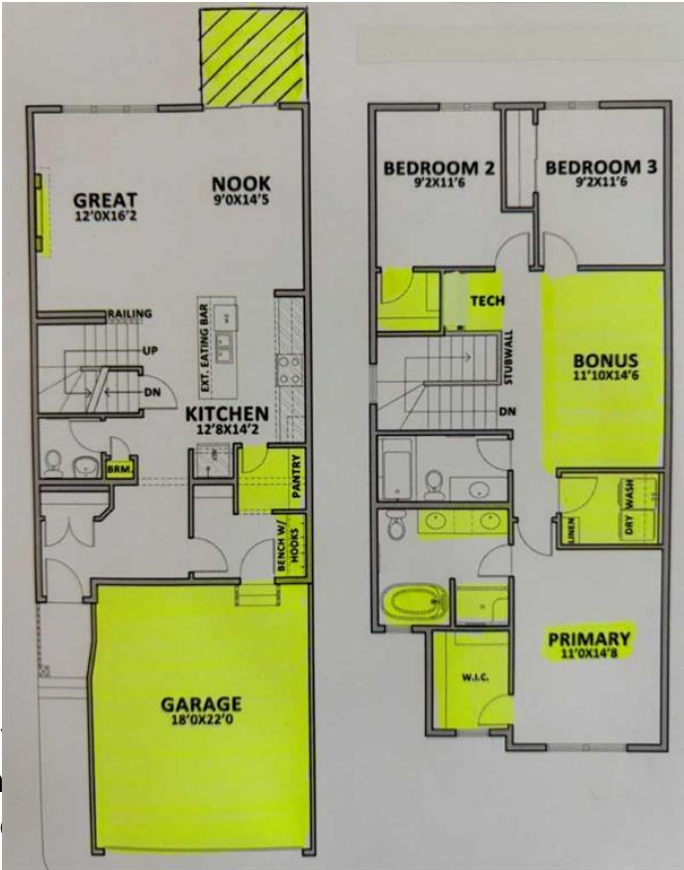 GREAT
12'0X16'2
NOOK
9'0X14'5
RAILING
UP
DN
EXT. EATING BAR
KITCHEN
12'8X14'2
BRM.
PANTRY
BENCH W/
HOOKS
GARAGE
18'0X22'0
BEDROOM 2
9'2X11'6
BEDROOM 3
9'2X11'6
TECH
STUBWALL
BONUS
11'10X14'6
DN
LINEN
DRY
WASH
PRIMARY
11'0X14'8
W.I.C.